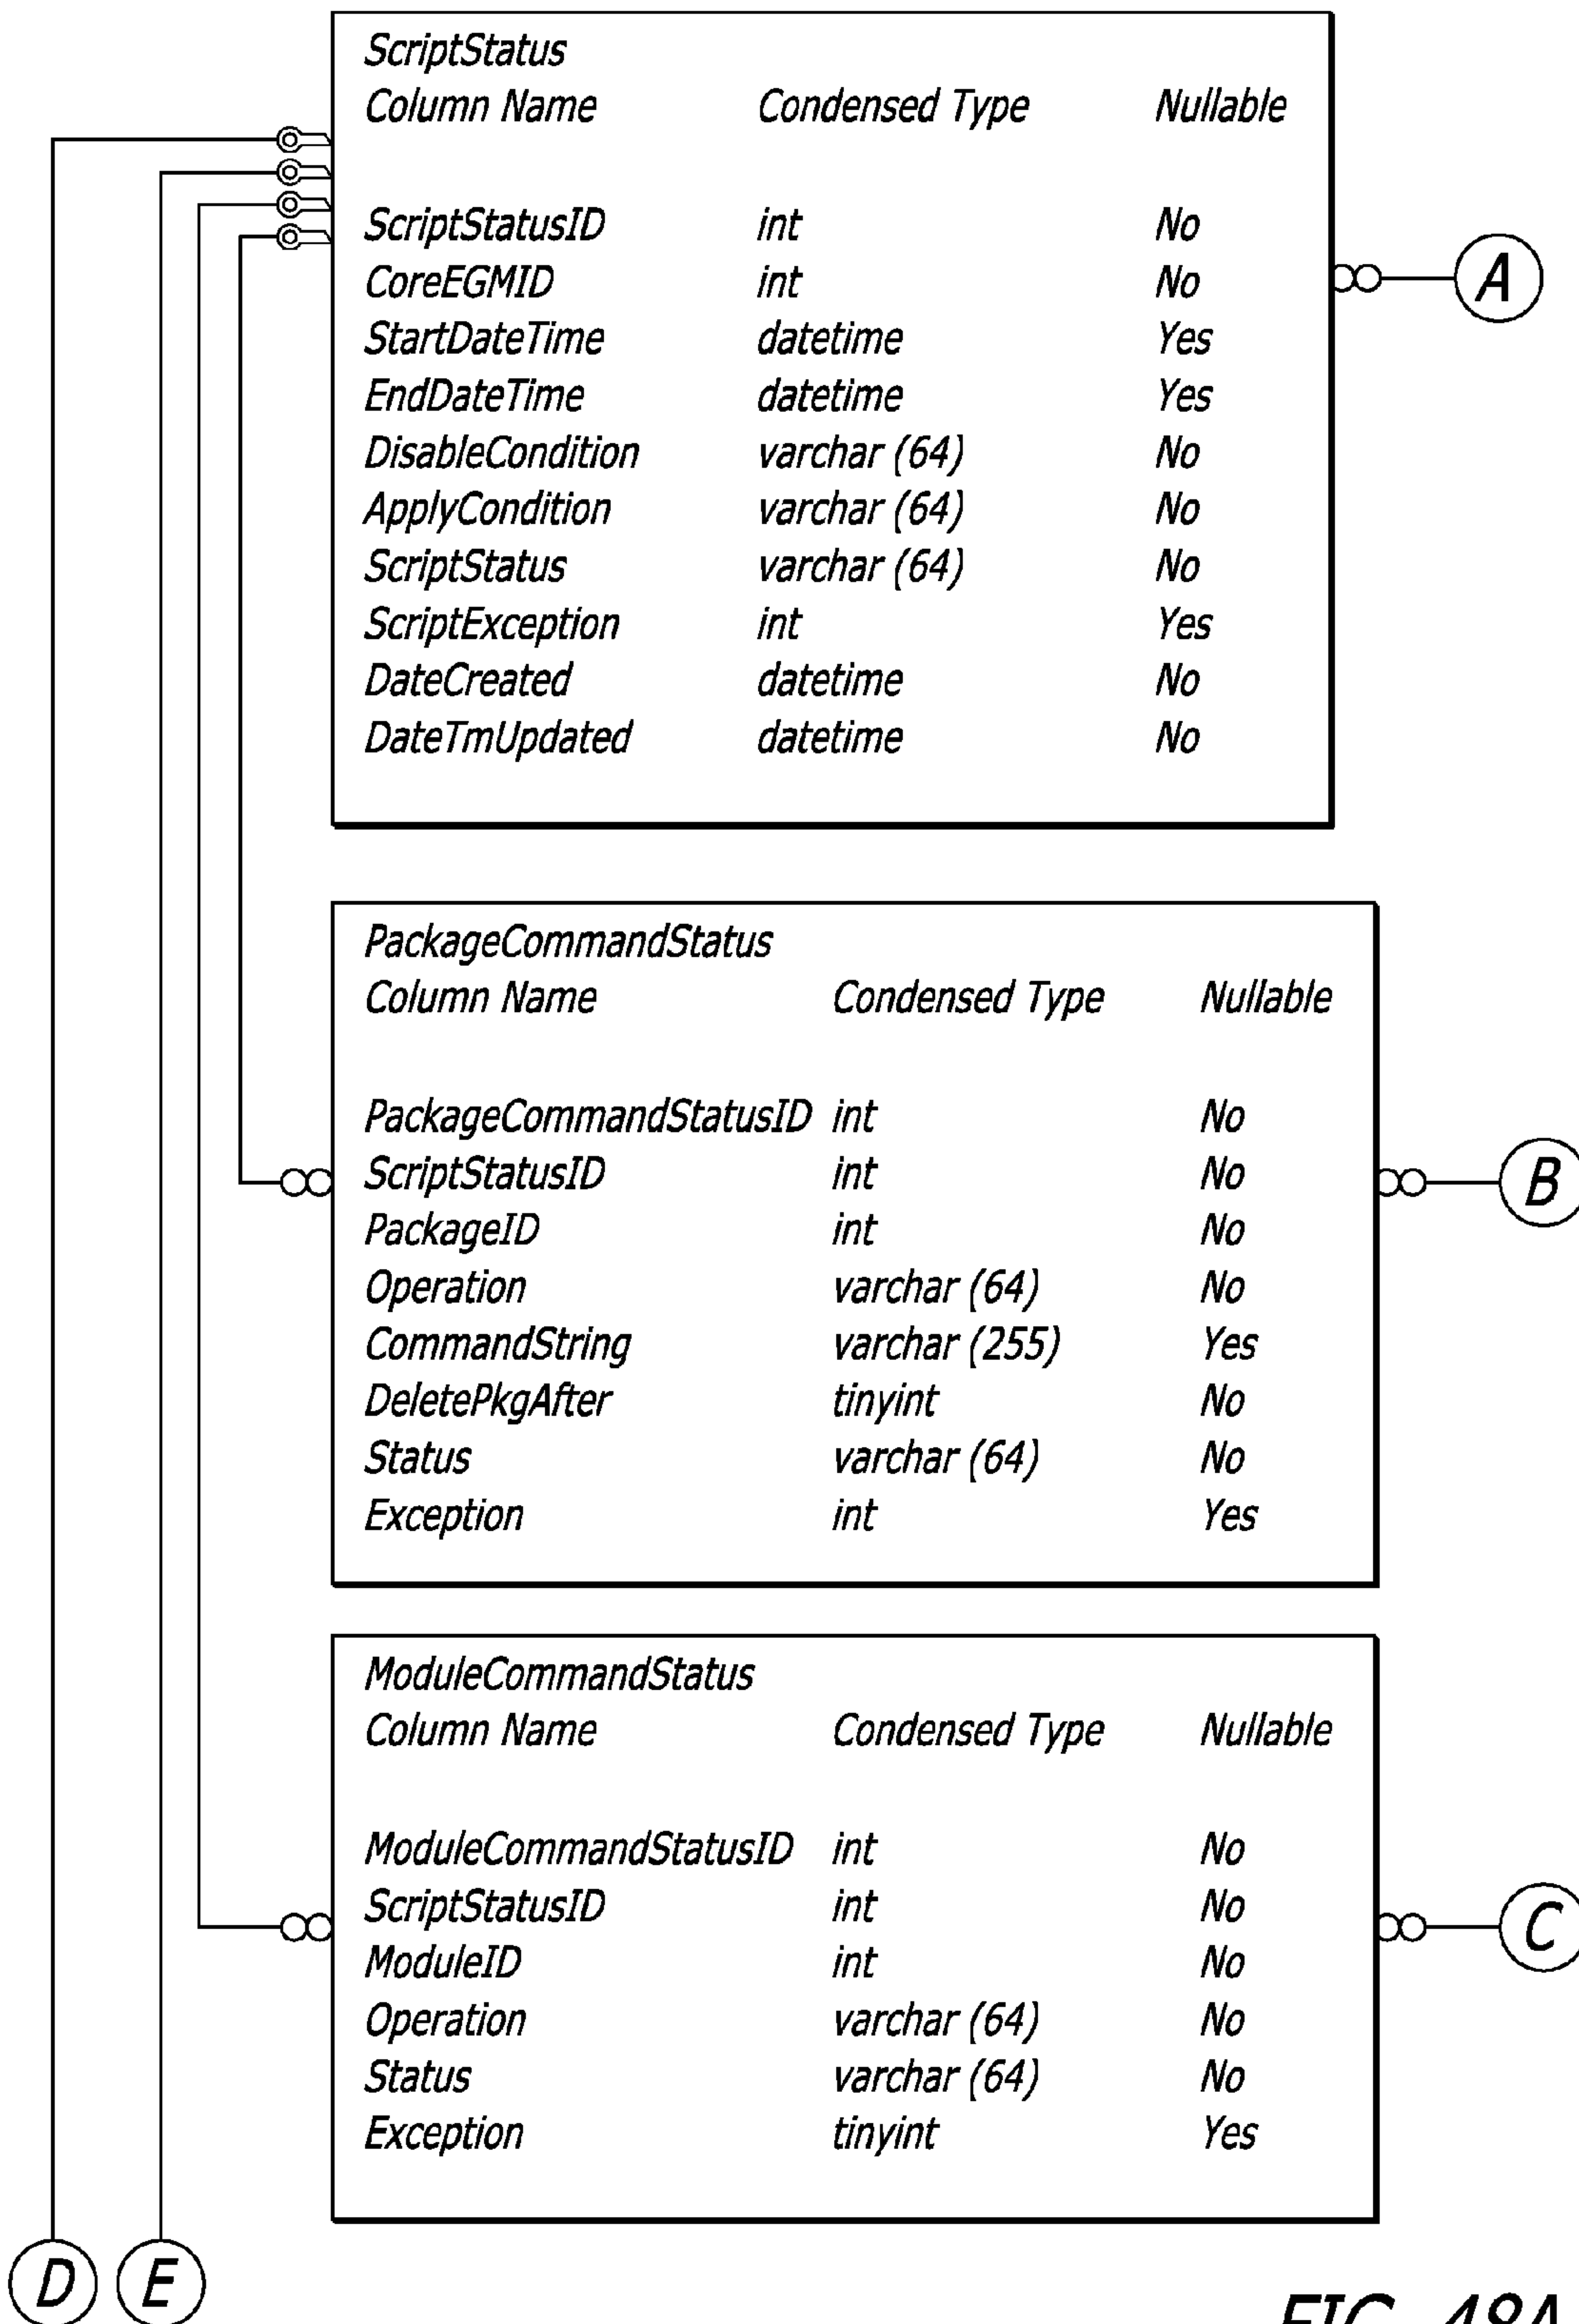 ScriptStatus
Column Name Condensed Type Nullable
ScriptStatusID int No
CoreEGMID int No
StartDateTime datetime Yes
EndDateTime datetime Yes
DisableCondition varchar (64) No
ApplyCondition varchar (64) No
ScriptStatus varchar (64) No
ScriptException int Yes
DateCreated datetime No
DateTmUpdated datetime No
A
PackageCommandStatus
Column Name Condensed Type Nullable
PackageCommandStatusID int No
ScriptStatusID int No
PackageID int No
Operation varchar (64) No
CommandString varchar (255) Yes
DeletePkgAfter tinyint No
Status varchar (64) No
Exception int Yes
B
ModuleCommandStatus
Column Name Condensed Type Nullable
ModuleCommandStatusID int No
ScriptStatusID int No
ModuleID int No
Operation varchar (64) No
Status varchar (64) No
Exception tinyint Yes
C
D E
FIG. 48A